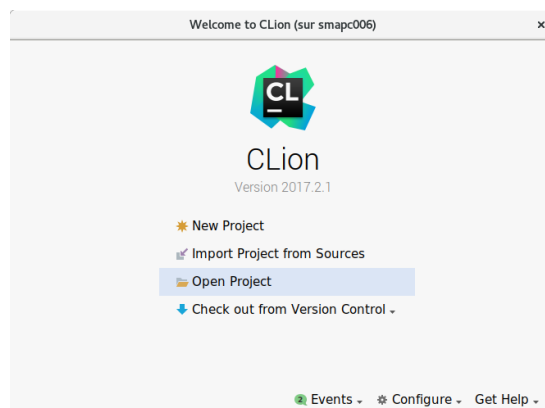 Welcome to CLion (sur smapc006)
CL
CLion
Version 2017.2.1
New Project
Import Project from Sources
Open Project
Check out from Version Control
2 Events Configure Get Help